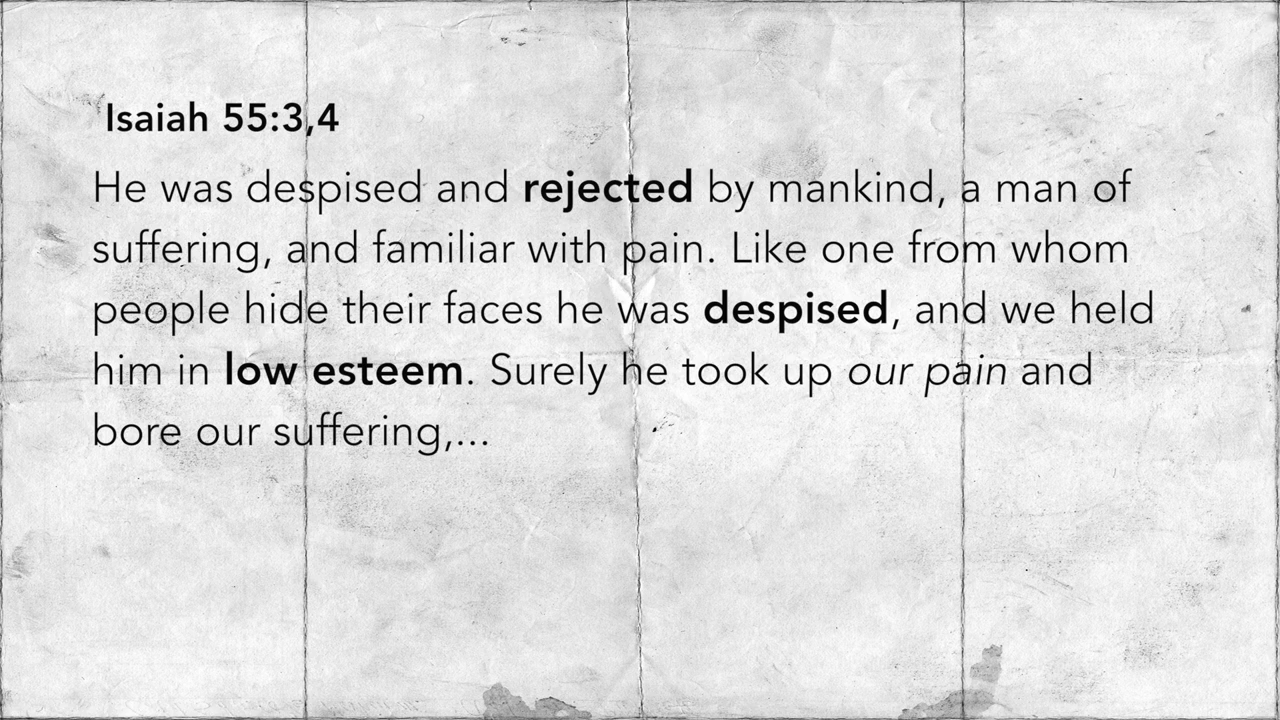 Isaiah 55:3,4
He was despised and rejected by mankind, a man of
suffering, and familiar with pain. Like one from whom
people hide their faces he was despised, and we held
him in low esteem. Surely he took up our pain and
bore our suffering,...